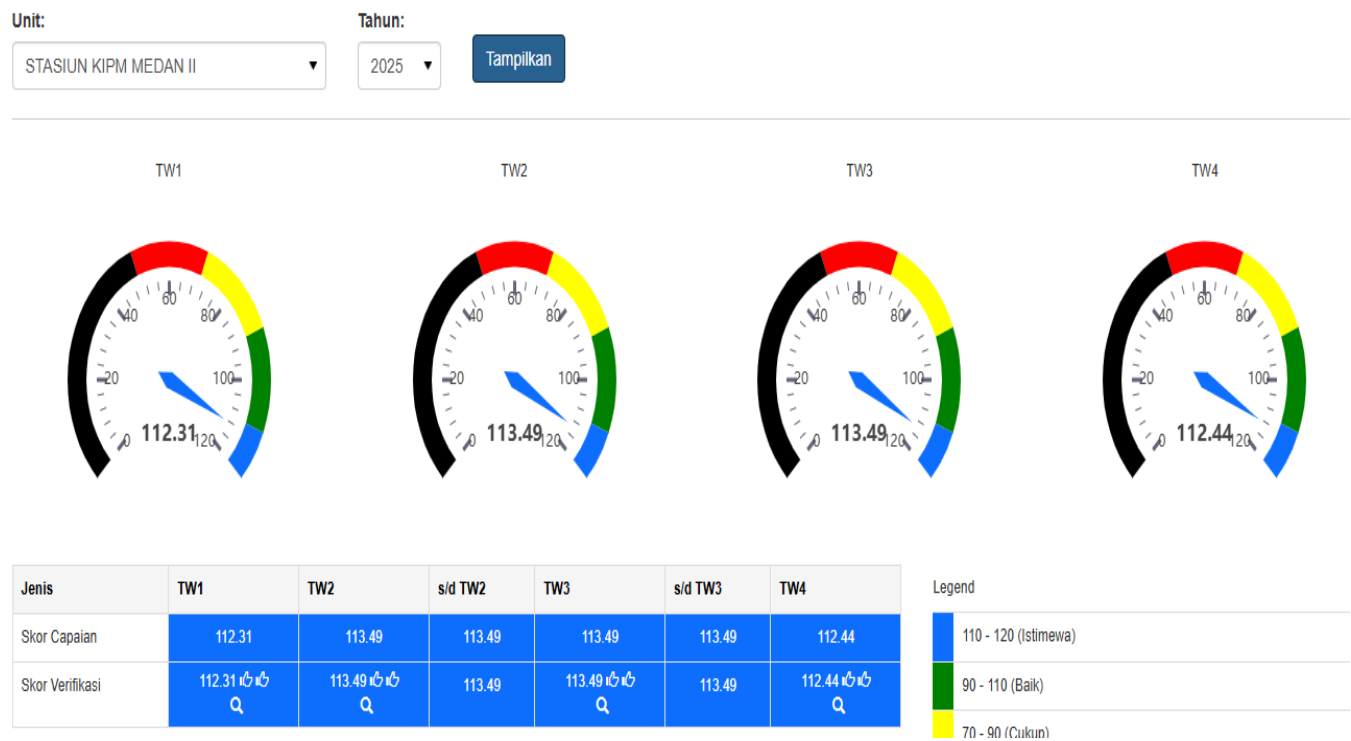 Unit:
Tahun:
STASIUN KIPM MEDAN II
2025
Tampilkan
TW1
TW2
TW3
TW4
0
20
40
60
80
100
120
112.31
0
20
40
60
80
100
120
113.49
0
20
40
60
80
100
120
113.49
0
20
40
60
80
100
120
112.44
Jenis TW1 TW2 s/d TW2 TW3 s/d TW3 TW4
Skor Capaian 112.31 113.49 113.49 113.49 113.49 112.44
Skor Verifikasi 112.31 113.49 113.49 113.49 113.49 112.44
Legend
110 - 120 (Istimewa)
90 - 110 (Baik)
70 - 90 (Cukup)